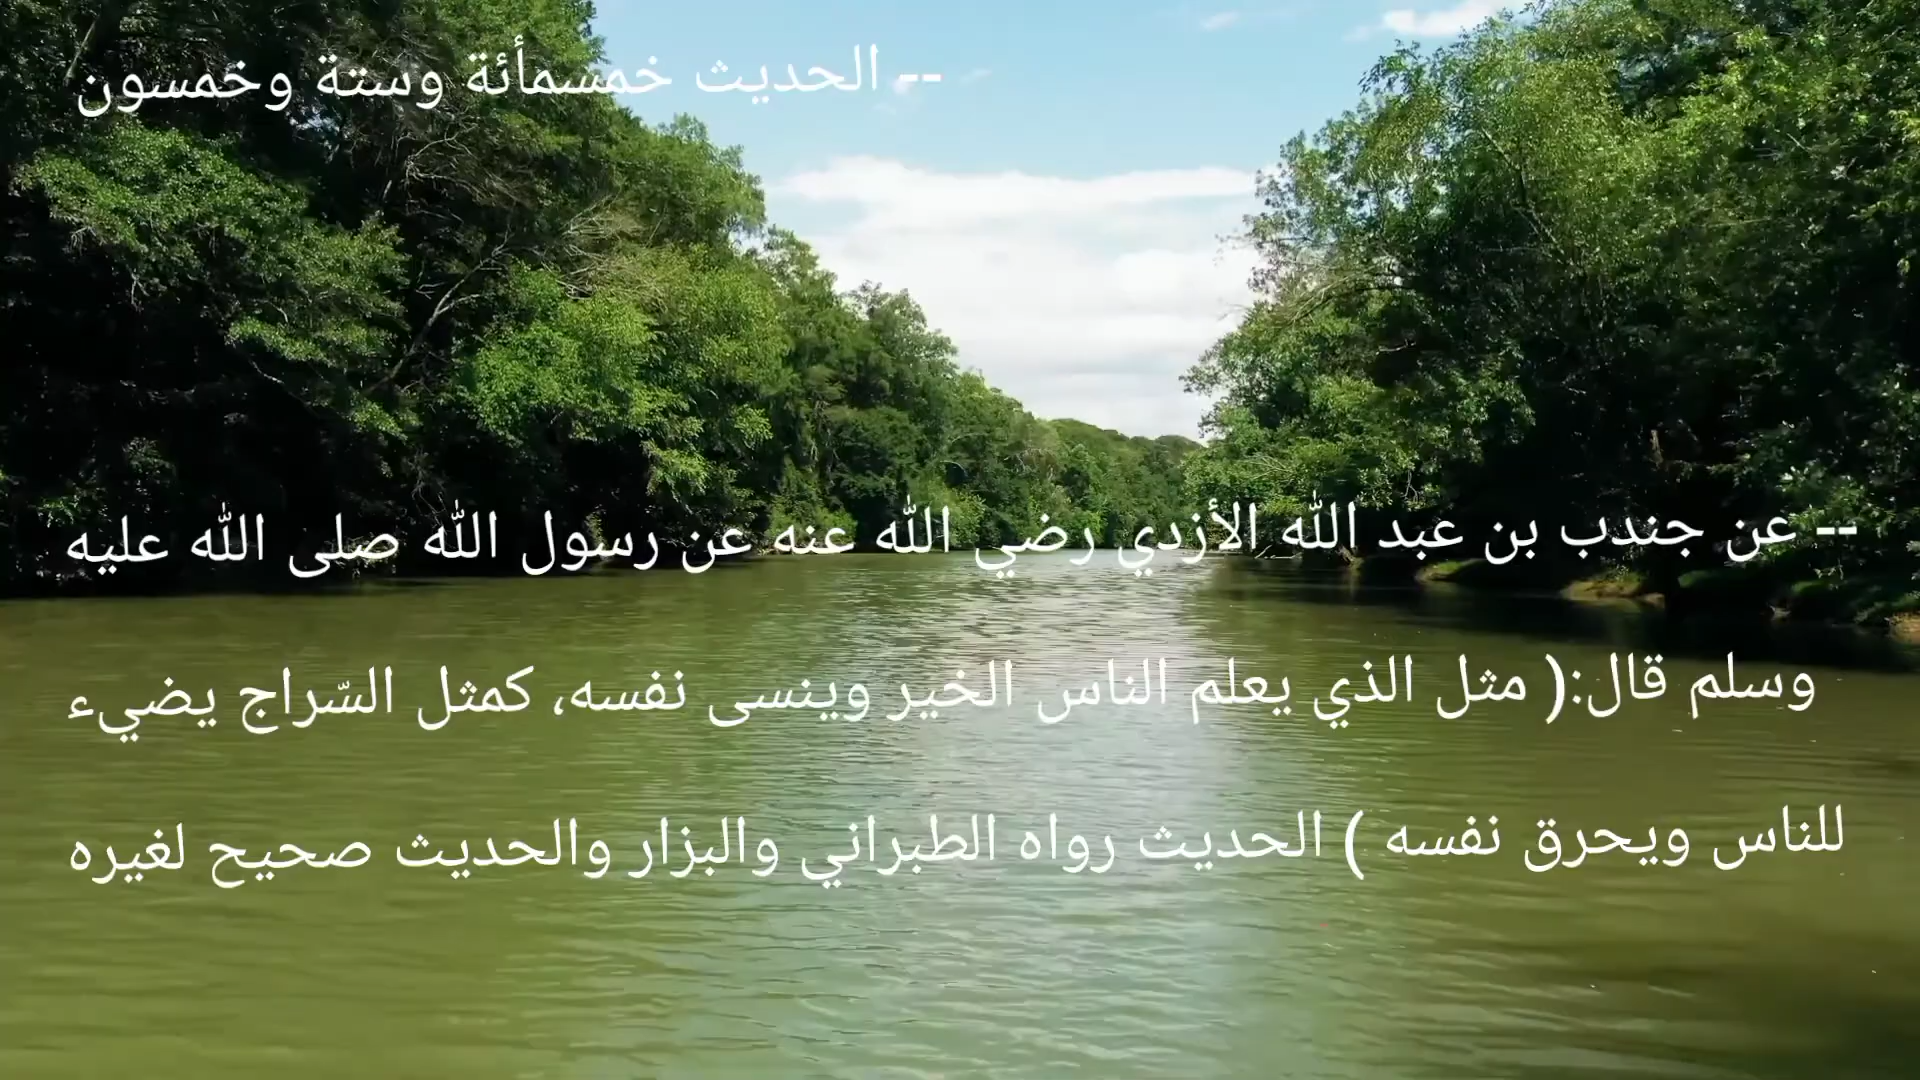 -- الحديث خمسمأئة وستة وخمسون
-- عن جندب بن عبد الله الأزدي رضي الله عنه عن رسول الله صلى الله عليه
وسلم قال:( مثل الذي يعلم الناس الخير وينسى نفسه، كمثل السّراج يضيء
للناس ويحرق نفسه ) الحديث رواه الطبراني والبزار والحديث صحيح لغيره